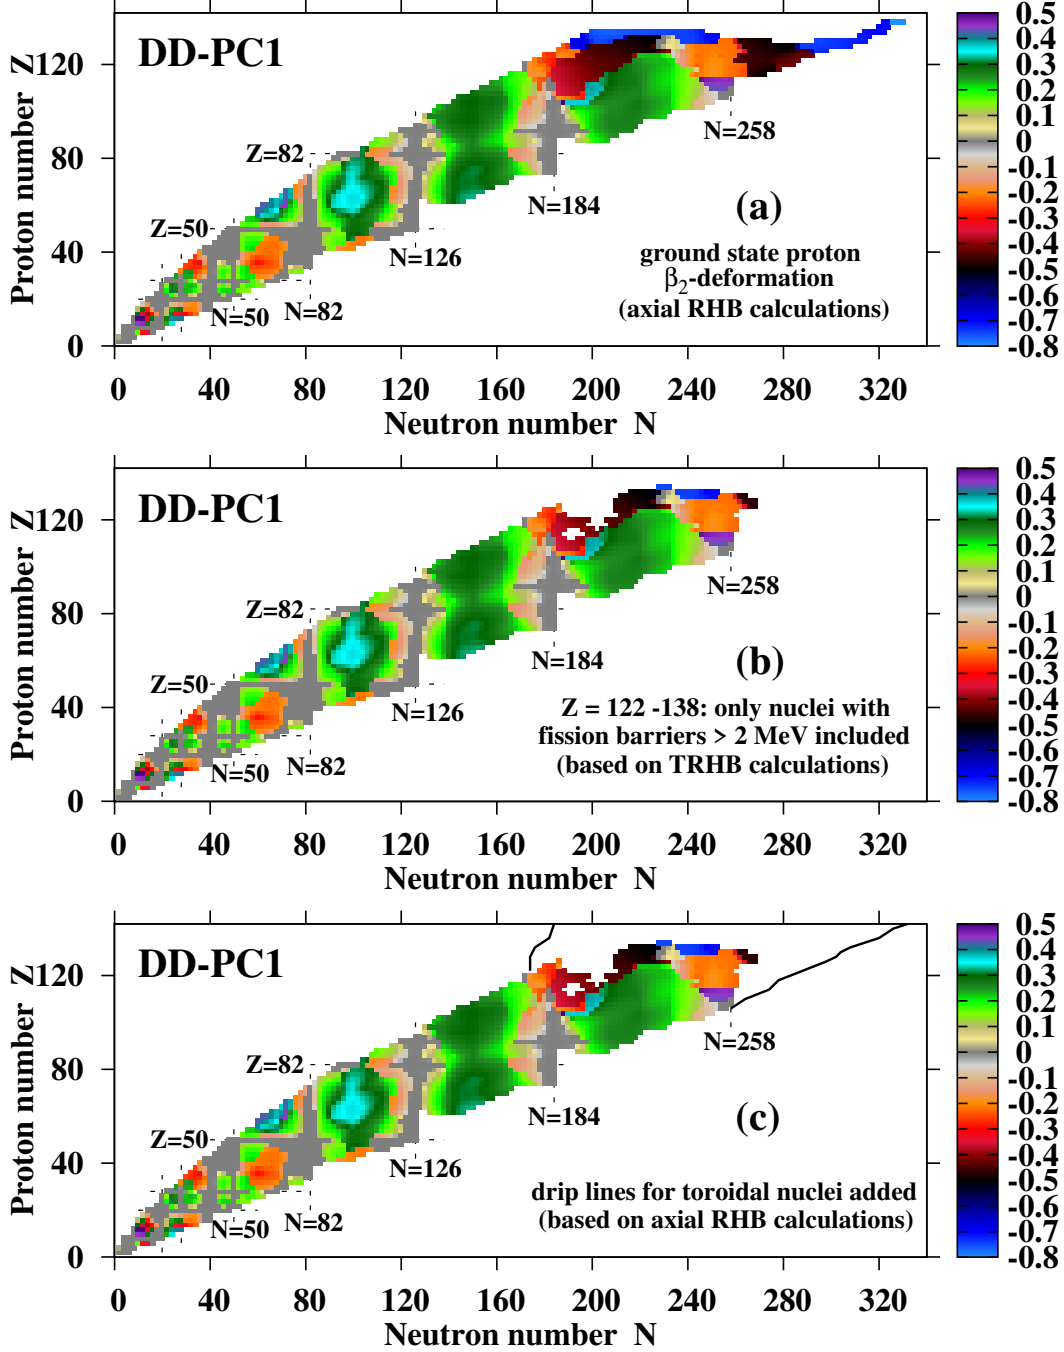 DD-PC1
Proton number Z
120
80
40
0
Z=82
Z=50
N=50
N=82
N=126
N=184
N=258
(a)
ground state proton
β₂-deformation
(axial RHB calculations)
0 40 80 120 160 200 240 280 320
Neutron number N
0.5
0.4
0.3
0.2
0.1
0
-0.1
-0.2
-0.3
-0.4
-0.5
-0.6
-0.7
-0.8
DD-PC1
Proton number Z
120
80
40
0
Z=82
Z=50
N=50
N=82
N=126
N=184
N=258
(b)
Z = 122 -138: only nuclei with
fission barriers > 2 MeV included
(based on TRHB calculations)
0 40 80 120 160 200 240 280 320
Neutron number N
0.5
0.4
0.3
0.2
0.1
0
-0.1
-0.2
-0.3
-0.4
-0.5
-0.6
-0.7
-0.8
DD-PC1
Proton number Z
120
80
40
0
Z=82
Z=50
N=50
N=82
N=126
N=184
N=258
(c)
drip lines for toroidal nuclei added
(based on axial RHB calculations)
0 40 80 120 160 200 240 280 320
Neutron number N
0.5
0.4
0.3
0.2
0.1
0
-0.1
-0.2
-0.3
-0.4
-0.5
-0.6
-0.7
-0.8